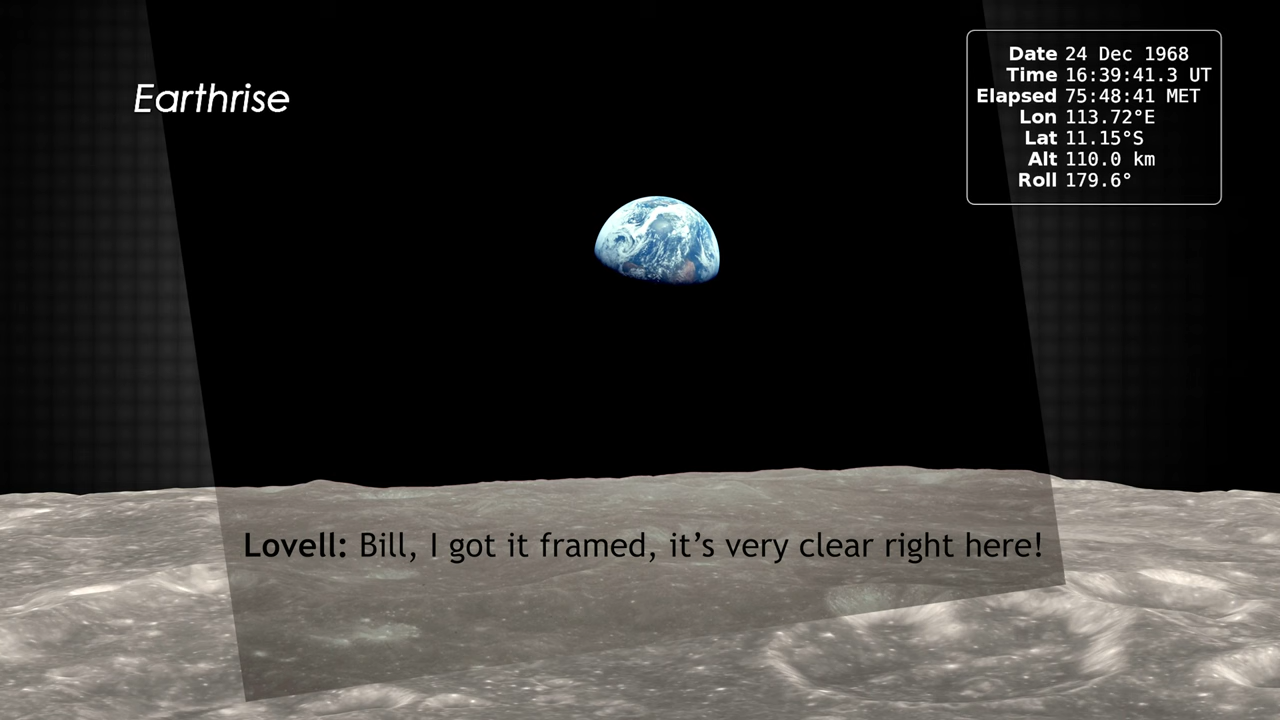 Earthrise
Date 24 Dec 1968
Time 16:39:41.3 UT
Elapsed 75:48:41 MET
Lon 113.72°E
Lat 11.15°S
Alt 110.0 km
Roll 179.6°
Lovell: Bill, I got it framed, it’s very clear right here!